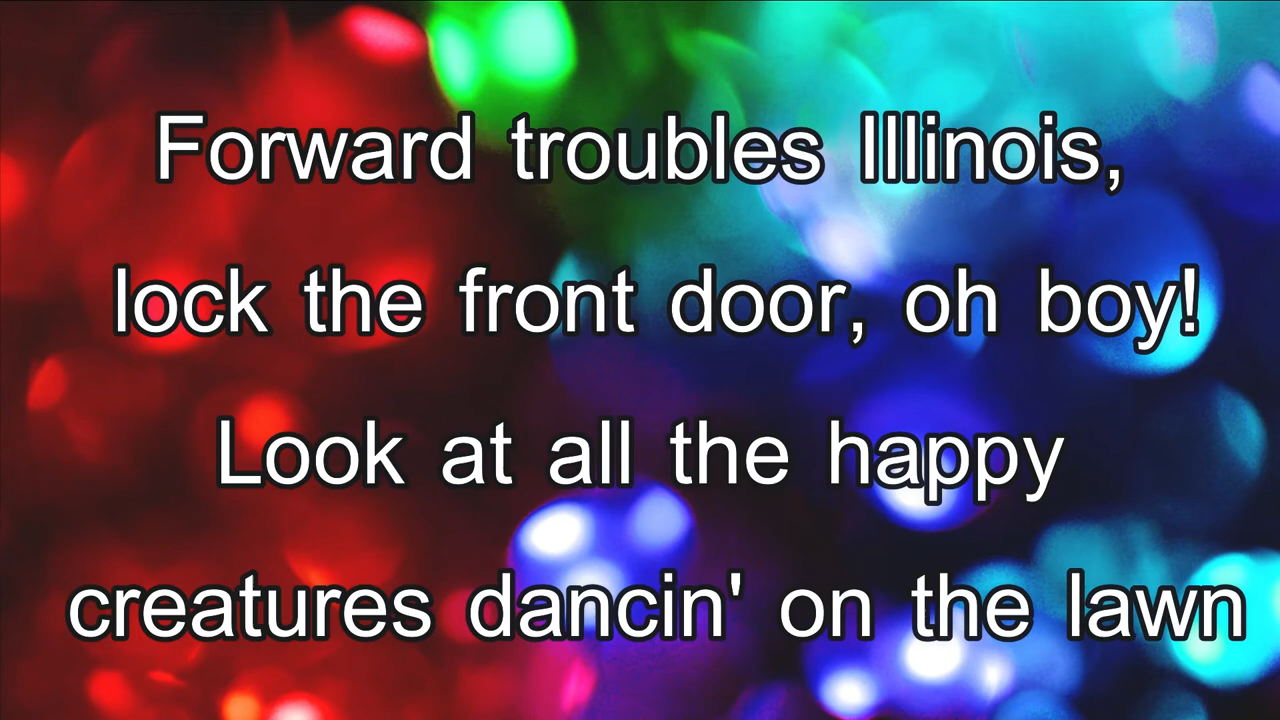 Forward troubles Illinois,
lock the front door, oh boy!
Look at all the happy
creatures dancin' on the lawn